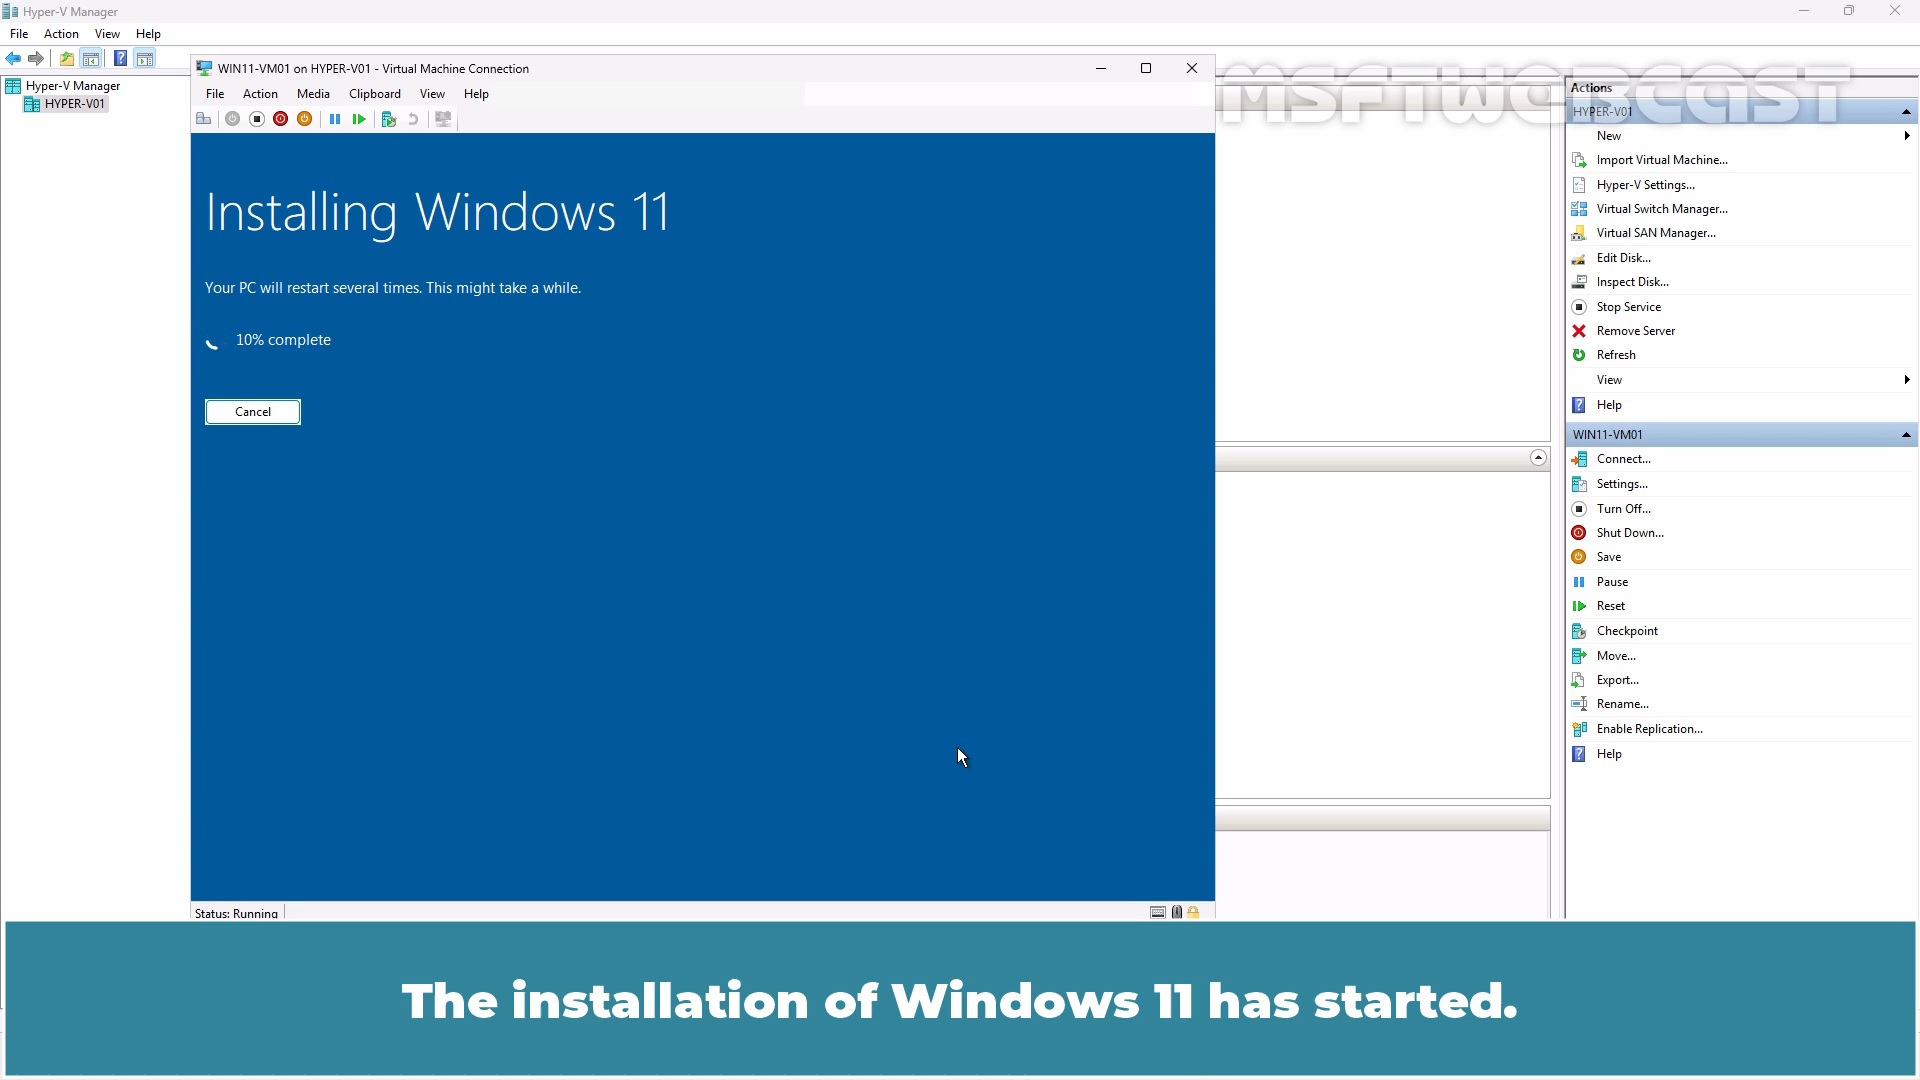 Hyper-V Manager
File Action View Help
Hyper-V Manager
HYPER-V01
WIN11-VM01 on HYPER-V01 - Virtual Machine Connection
File Action Media Clipboard View Help
Installing Windows 11
Your PC will restart several times. This might take a while.
10% complete
Cancel
Status: Running
MSFTWEBCAST
Actions
HYPER-V01
New
Import Virtual Machine...
Hyper-V Settings...
Virtual Switch Manager...
Virtual SAN Manager...
Edit Disk...
Inspect Disk...
Stop Service
Remove Server
Refresh
View
Help
WIN11-VM01
Connect...
Settings...
Turn Off...
Shut Down...
Save
Pause
Reset
Checkpoint
Move...
Export...
Rename...
Enable Replication...
Help
The installation of Windows 11 has started.